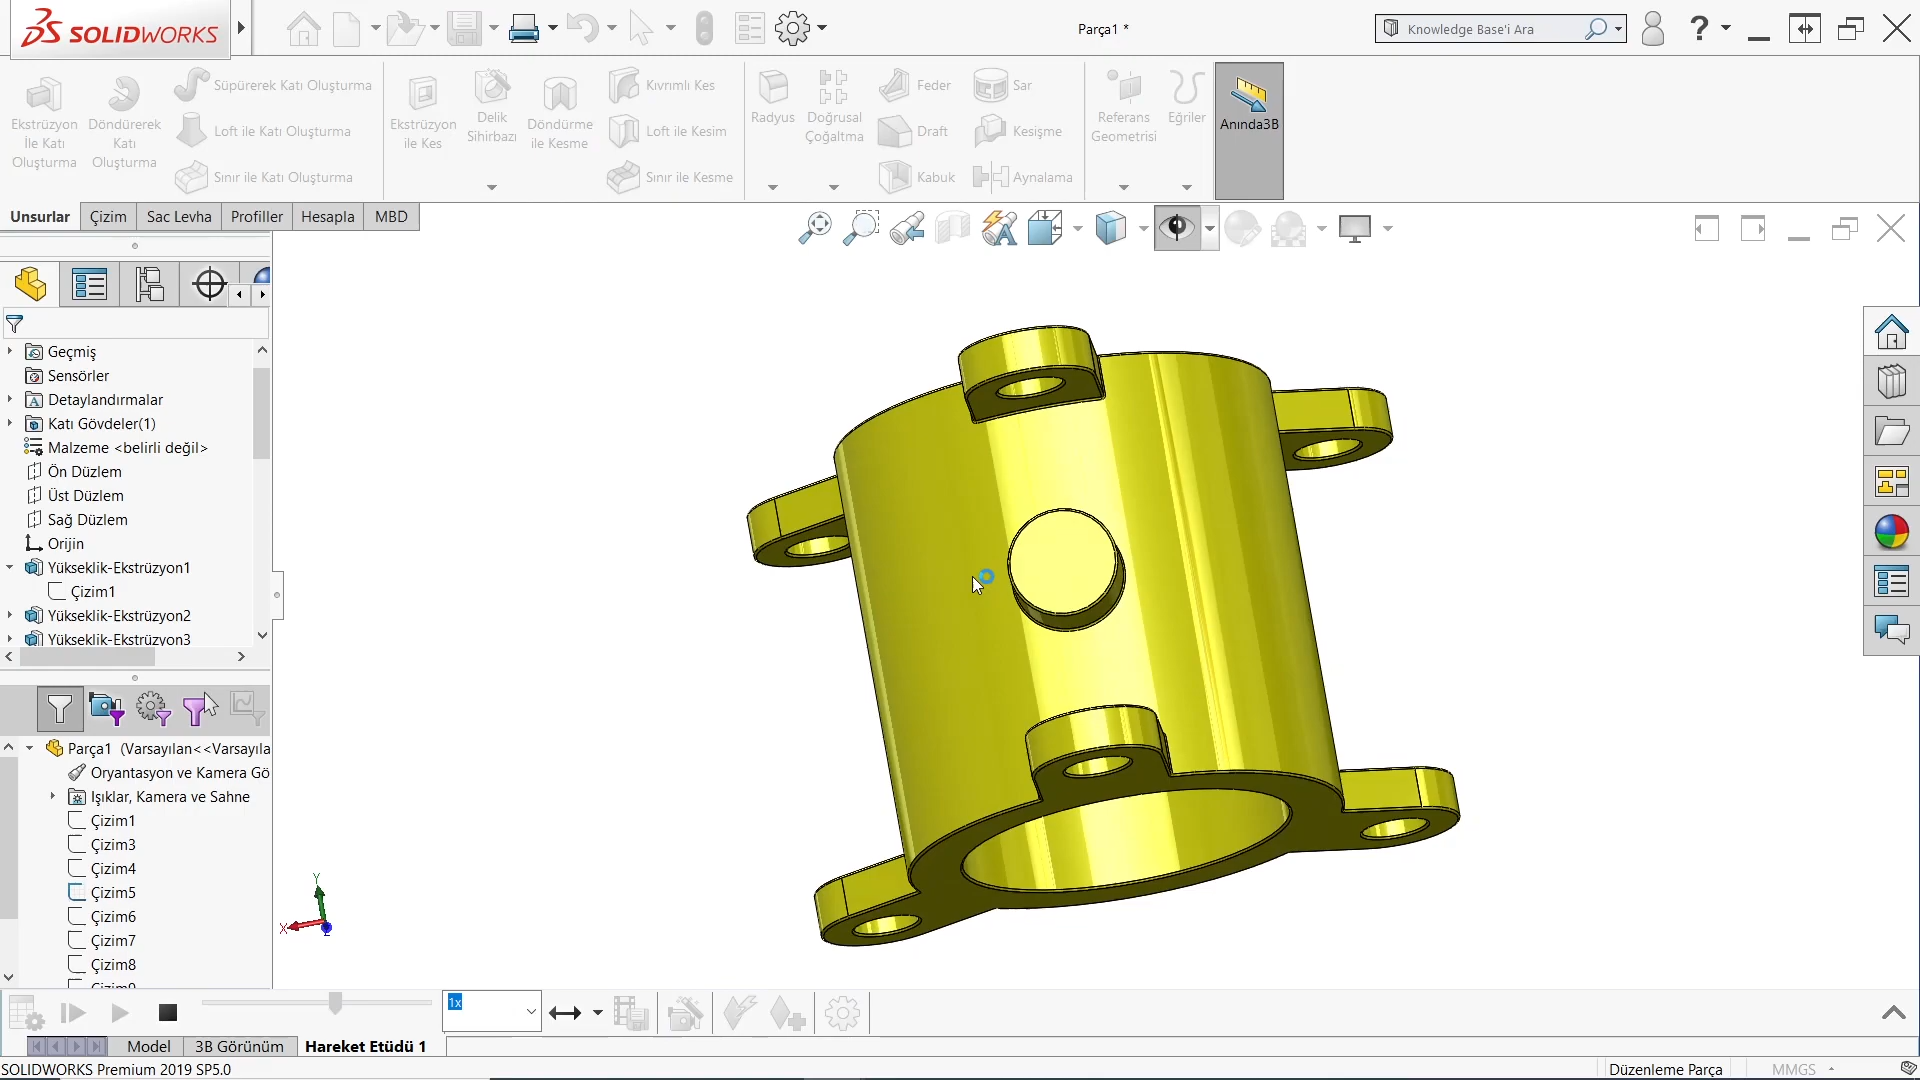 SOLIDWORKS
Parça1 *
Knowledge Base'i Ara
Ekstrüzyon
İle Katı
Oluşturma
Döndürerek
Katı
Oluşturma
Süpürerek Katı Oluşturma
Loft ile Katı Oluşturma
Sınır ile Katı Oluşturma
Ekstrüzyon
ile Kes
Delik
Sihirbazı
Döndürme
ile Kesme
Kıvrımlı Kes
Loft ile Kesim
Sınır ile Kesme
Radyus
Doğrusal
Çoğaltma
Feder
Draft
Kabuk
Sar
Kesişme
Aynalama
Referans
Geometrisi
Eğriler
Anında3B
Unsurlar
Çizim
Sac Levha
Profiller
Hesapla
MBD
Geçmiş
Sensörler
Detaylandırmalar
Katı Gövdeler(1)
Malzeme <belirli değil>
Ön Düzlem
Üst Düzlem
Sağ Düzlem
Orijin
Yükseklik-Ekstrüzyon1
Çizim1
Yükseklik-Ekstrüzyon2
Yükseklik-Ekstrüzyon3
Parça1 (Varsayılan<<Varsayıla
Oryantasyon ve Kamera Gö
Işıklar, Kamera ve Sahne
Çizim1
Çizim3
Çizim4
Çizim5
Çizim6
Çizim7
Çizim8
Çizim9
Y
X
Z
1x
Model
3B Görünüm
Hareket Etüdü 1
SOLIDWORKS Premium 2019 SP5.0
Düzenleme Parça
MMGS